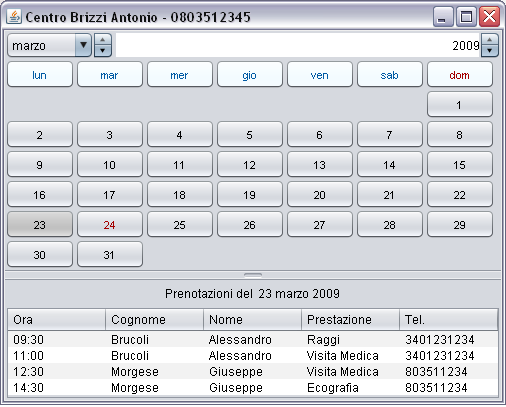 Centro Brizzi Antonio - 0803512345
marzo 2009
lun mar mer gio ven sab dom
1
2 3 4 5 6 7 8
9 10 11 12 13 14 15
16 17 18 19 20 21 22
23 24 25 26 27 28 29
30 31
Prenotazioni del 23 marzo 2009
Ora Cognome Nome Prestazione Tel.
09:30 Brucoli Alessandro Raggi 3401231234
11:00 Brucoli Alessandro Visita Medica 3401231234
12:30 Morgese Giuseppe Visita Medica 803511234
14:30 Morgese Giuseppe Ecografia 803511234